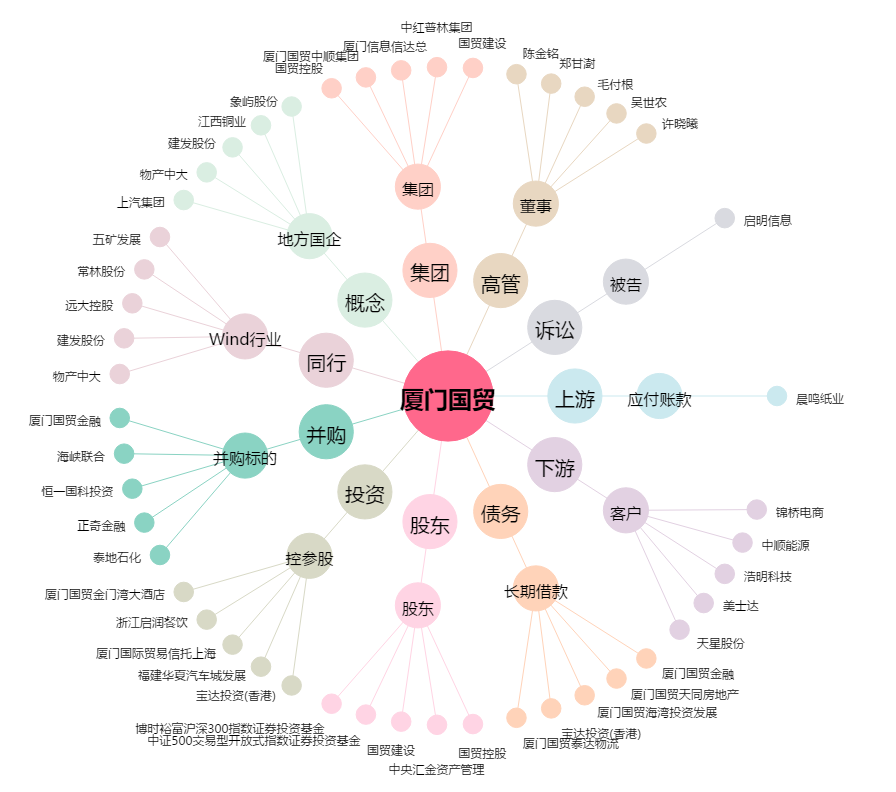 中红普林集团
厦门信息信达总
国贸建设
厦门国贸中顺集团
国贸控股
陈金铭
郑甘澍
毛付根
吴世农
许晓曦
象屿股份
江西铜业
建发股份
物产中大
上汽集团
集团
董事
地方国企
启明信息
五矿发展
常林股份
远大控股
建发股份
物产中大
集团
高管
被告
概念
诉讼
Wind行业
同行
厦门国贸
上游
应付账款
晨鸣纸业
厦门国贸金融
海峡联合
恒一国科投资
正奇金融
泰地石化
并购
并购标的
下游
投资
股东
债务
客户
锦桥电商
中顺能源
浩明科技
美士达
天星股份
控参股
长期借款
股东
厦门国贸金门湾大酒店
浙江启润餐饮
厦门国际贸易信托上海
福建华夏汽车城发展
宝达投资(香港)
厦门国贸金融
厦门国贸天同房地产
厦门国贸海湾投资发展
宝达投资(香港)
厦门国贸泰达物流
博时裕富沪深300指数证券投资基金
中证500交易型开放式指数证券投资基金
国贸建设
中央汇金资产管理
国贸控股